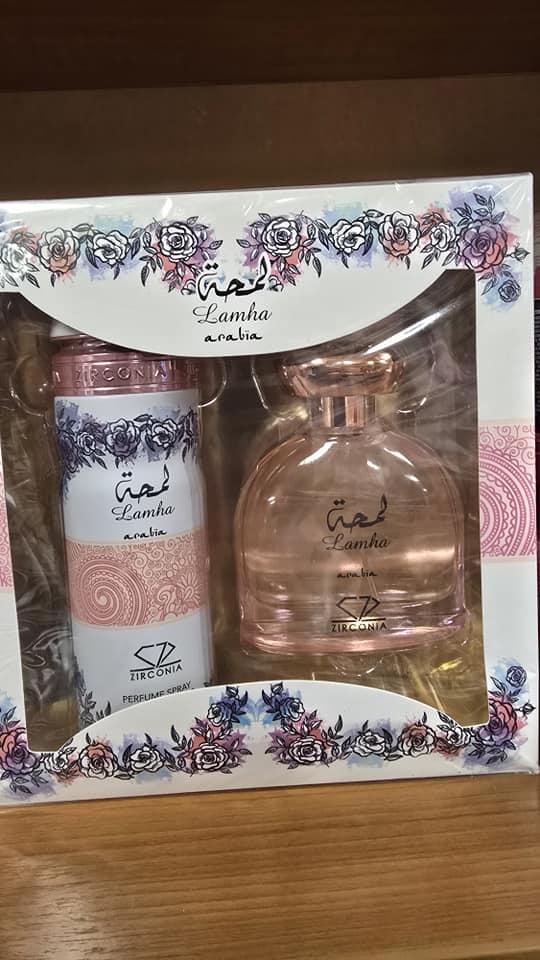 لمحة
Lamha
arabia
ZIRCONIA
لمحة
Lamha
arabia
ZIRCONIA
PERFUME SPRAY
لمحة
Lamha
arabia
ZIRCONIA